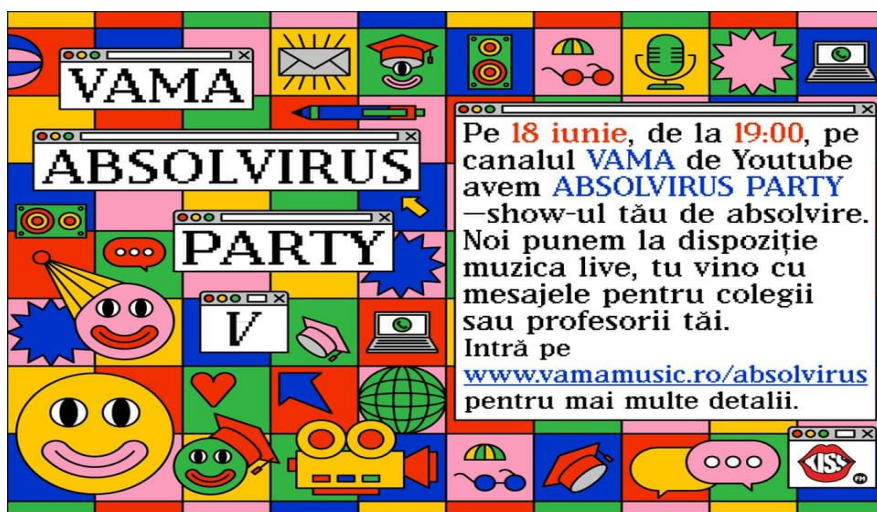 VAMA
ABSOLVIRUS
PARTY
V
Pe 18 iunie, de la 19:00, pe
canalul VAMA de Youtube
avem ABSOLVIRUS PARTY
—show-ul tău de absolvire.
Noi punem la dispoziție
muzica live, tu vino cu
mesajele pentru colegii
sau profesorii tăi.
Intră pe
www.vamamusic.ro/absolvirus
pentru mai multe detalii.
KISS
FM